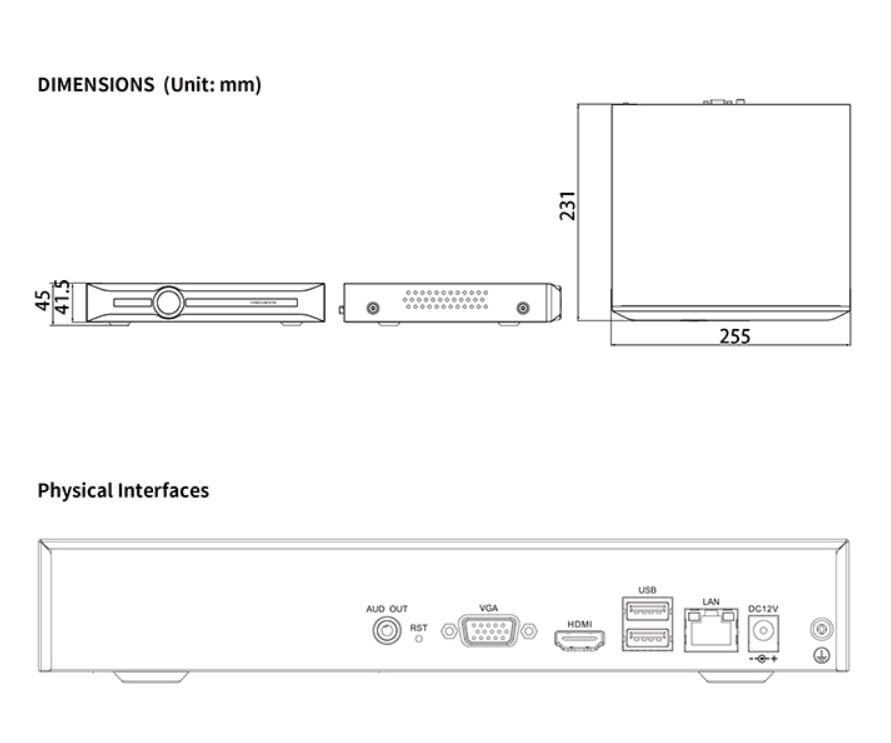 DIMENSIONS (Unit: mm)
231
45
41.5
255
Physical Interfaces
USB
LAN
AUD OUT
VGA
DC12V
HDMI
RST